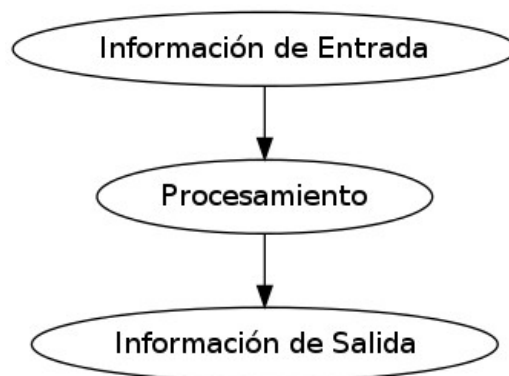 Información de Entrada
Procesamiento
Información de Salida